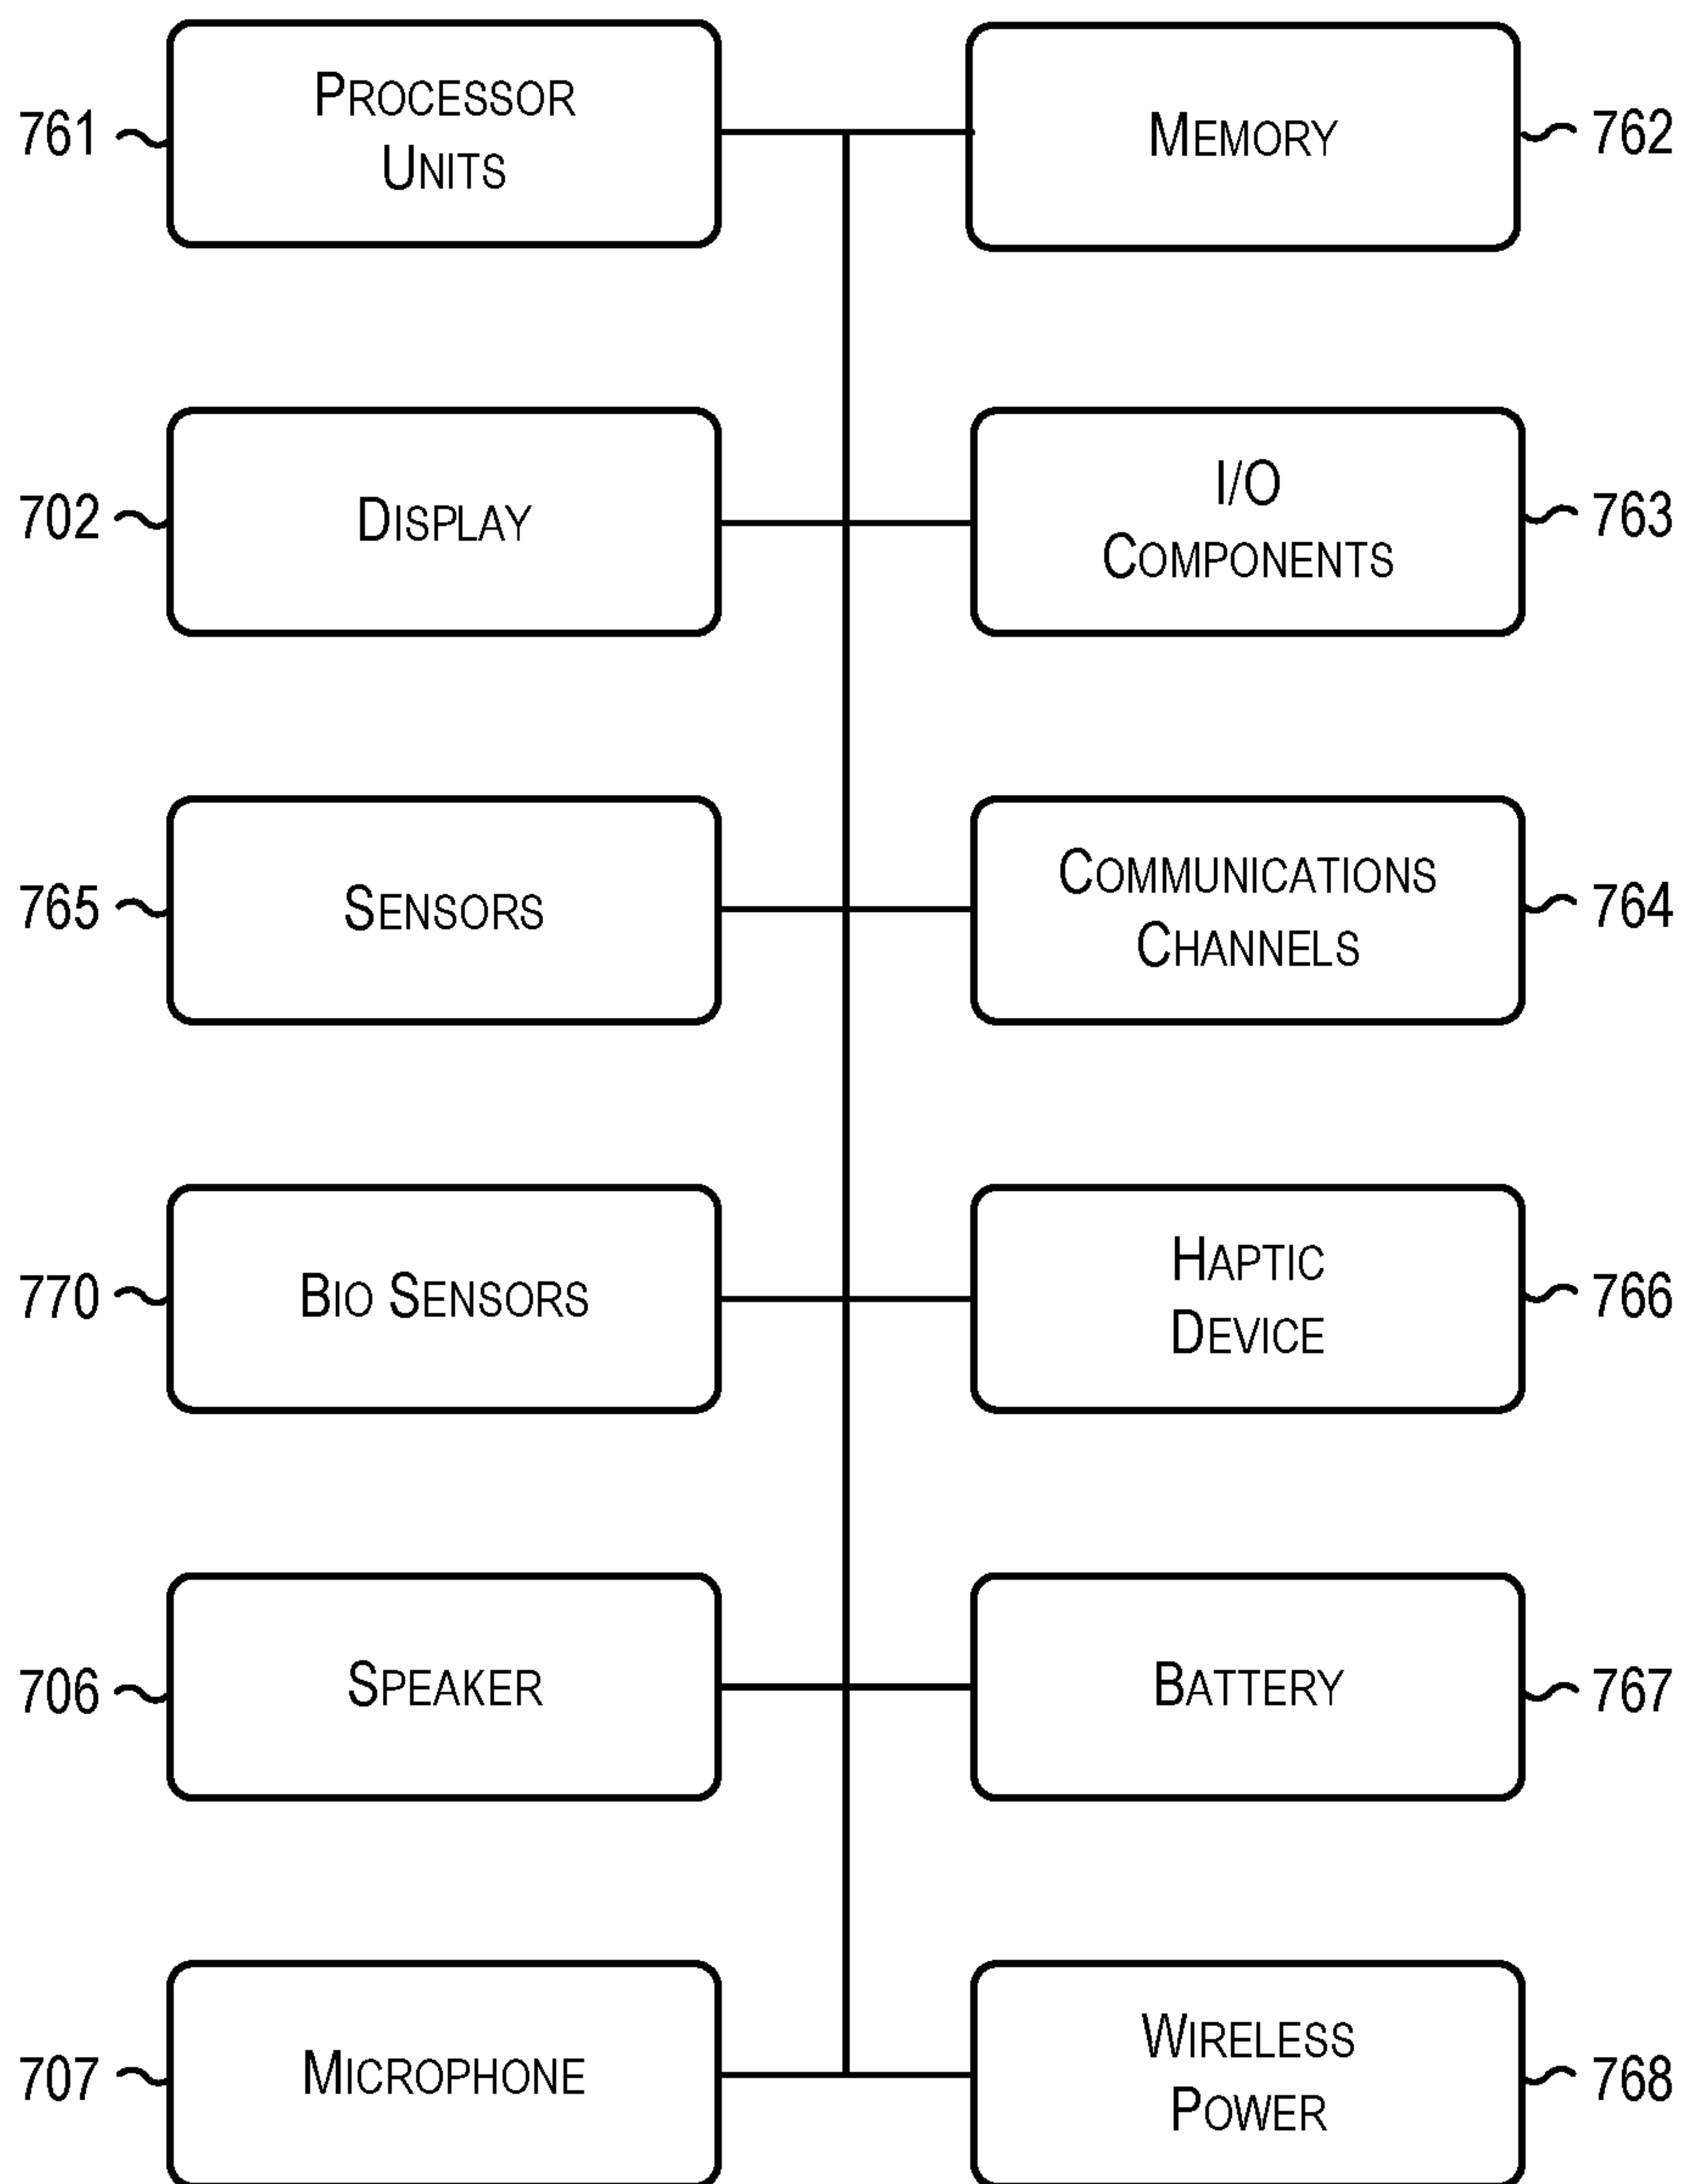 761
PROCESSOR
UNITS
MEMORY
762
702
DISPLAY
I/O
COMPONENTS
763
765
SENSORS
COMMUNICATIONS
CHANNELS
764
770
BIO SENSORS
HAPTIC
DEVICE
766
706
SPEAKER
BATTERY
767
707
MICROPHONE
WIRELESS
POWER
768